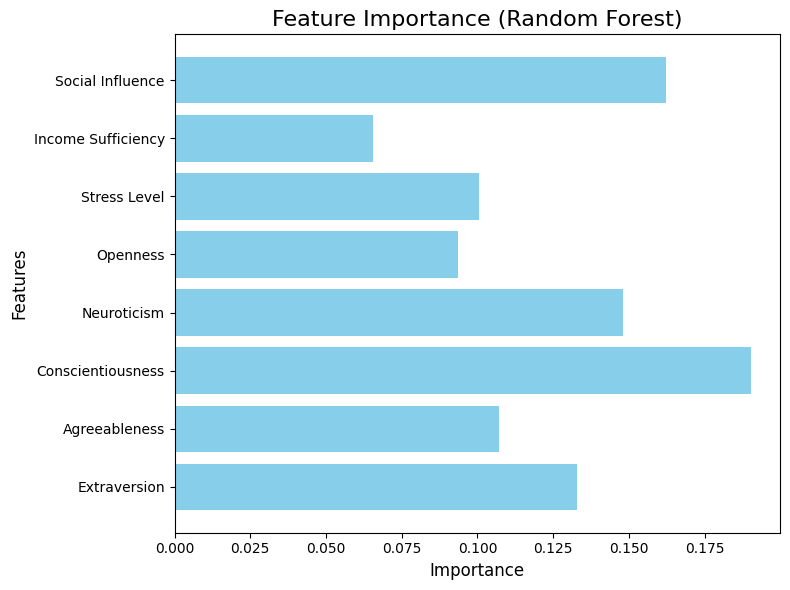 Feature Importance (Random Forest)
Features
Social Influence
Income Sufficiency
Stress Level
Openness
Neuroticism
Conscientiousness
Agreeableness
Extraversion
0.000 0.025 0.050 0.075 0.100 0.125 0.150 0.175
Importance